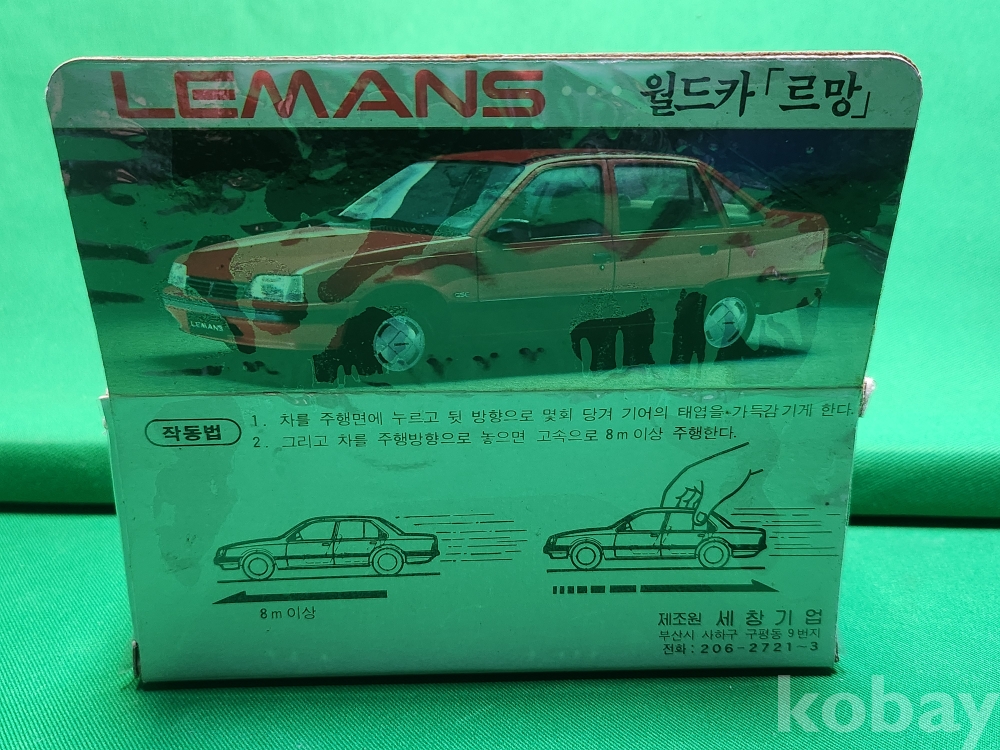 LEMANS 월드카「르망」
LEMANS
작동법
1. 차를 주행면에 누르고 뒷 방향으로 몇회 당겨 기어의 태엽을 가득감기게 한다.
2. 그리고 차를 주행방향으로 놓으면 고속으로 8m이상 주행한다.
8m이상
제조원 세창기업
부산시 사하구 구평동 9번지
전화:206-2721~3
kobay